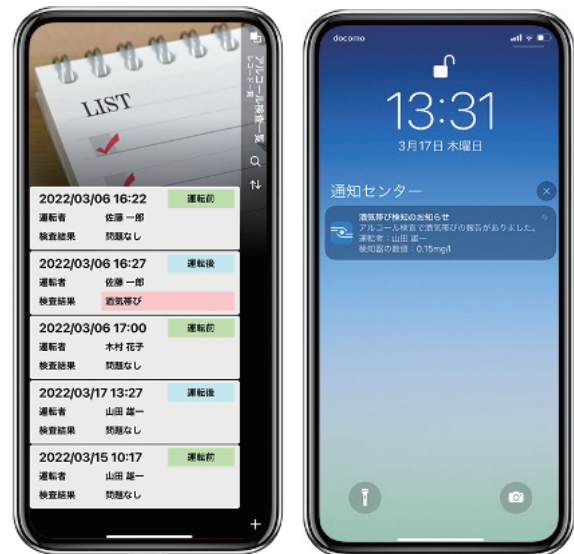 LIST
アルコール検査一覧
レコード一覧
2022/03/06 16:22 運転前
運転者 佐藤 一郎
検査結果 問題なし
2022/03/06 16:27 運転後
運転者 佐藤 一郎
検査結果 酒気帯び
2022/03/06 17:00 運転前
運転者 木村 花子
検査結果 問題なし
2022/03/17 13:27 運転後
運転者 山田 雄一
検査結果 問題なし
2022/03/15 10:17 運転前
運転者 山田 雄一
検査結果 問題なし
docomo
13:31
3月17日 木曜日
通知センター
酒気帯び検知のお知らせ
アルコール検査で酒気帯びの報告がありました。
運転者：山田 雄一
検知器の数値：0.15mg/l